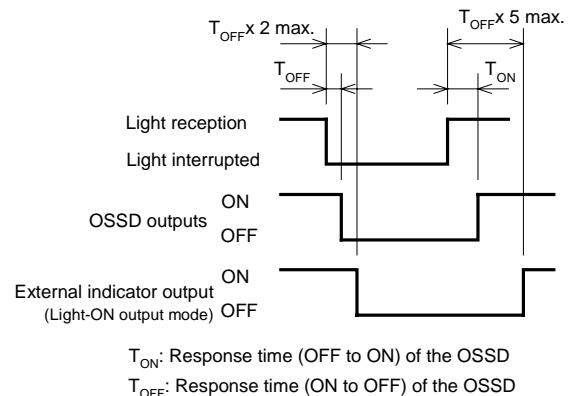 T_OFF x 2 max.
T_OFF x 5 max.
T_OFF
T_ON
Light reception
Light interrupted
ON
OSSD outputs
OFF
ON
External indicator output
(Light-ON output mode) OFF
T_ON: Response time (OFF to ON) of the OSSD
T_OFF: Response time (ON to OFF) of the OSSD